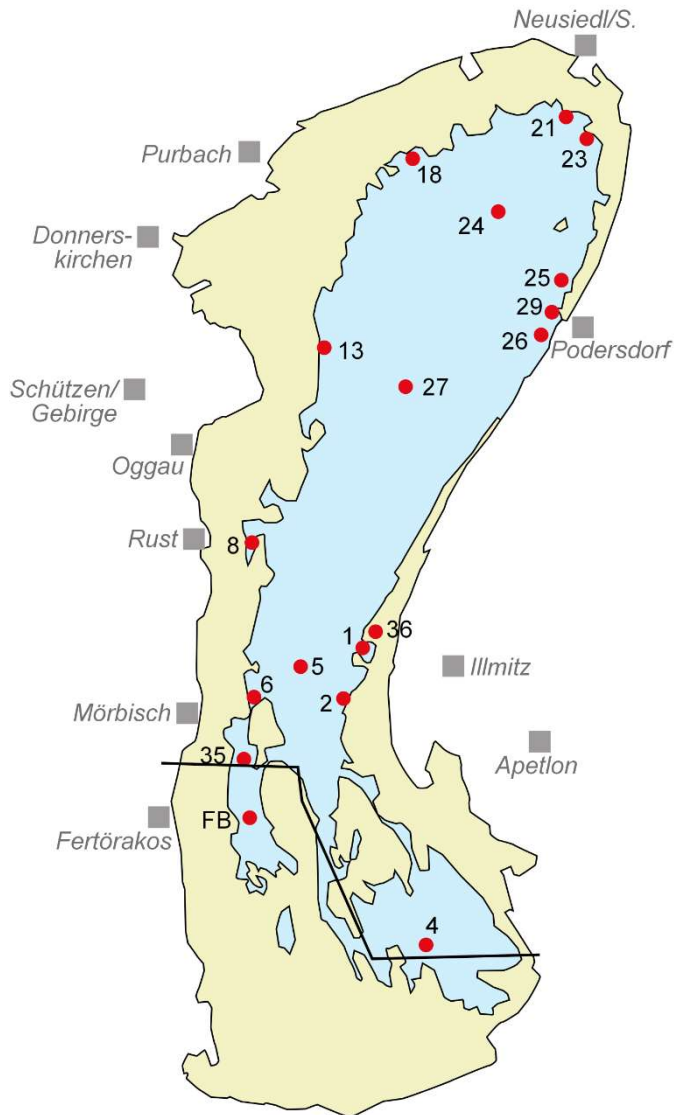 Neusiedl/S.
21
Purbach
23
18
24
Donners-
kirchen
25
29
26
Podersdorf
13
27
Schützen/
Gebirge
Oggau
Rust
8
36
1
5
Illmitz
6
2
Mörbisch
35
Apetlon
FB
Fertörakos
4